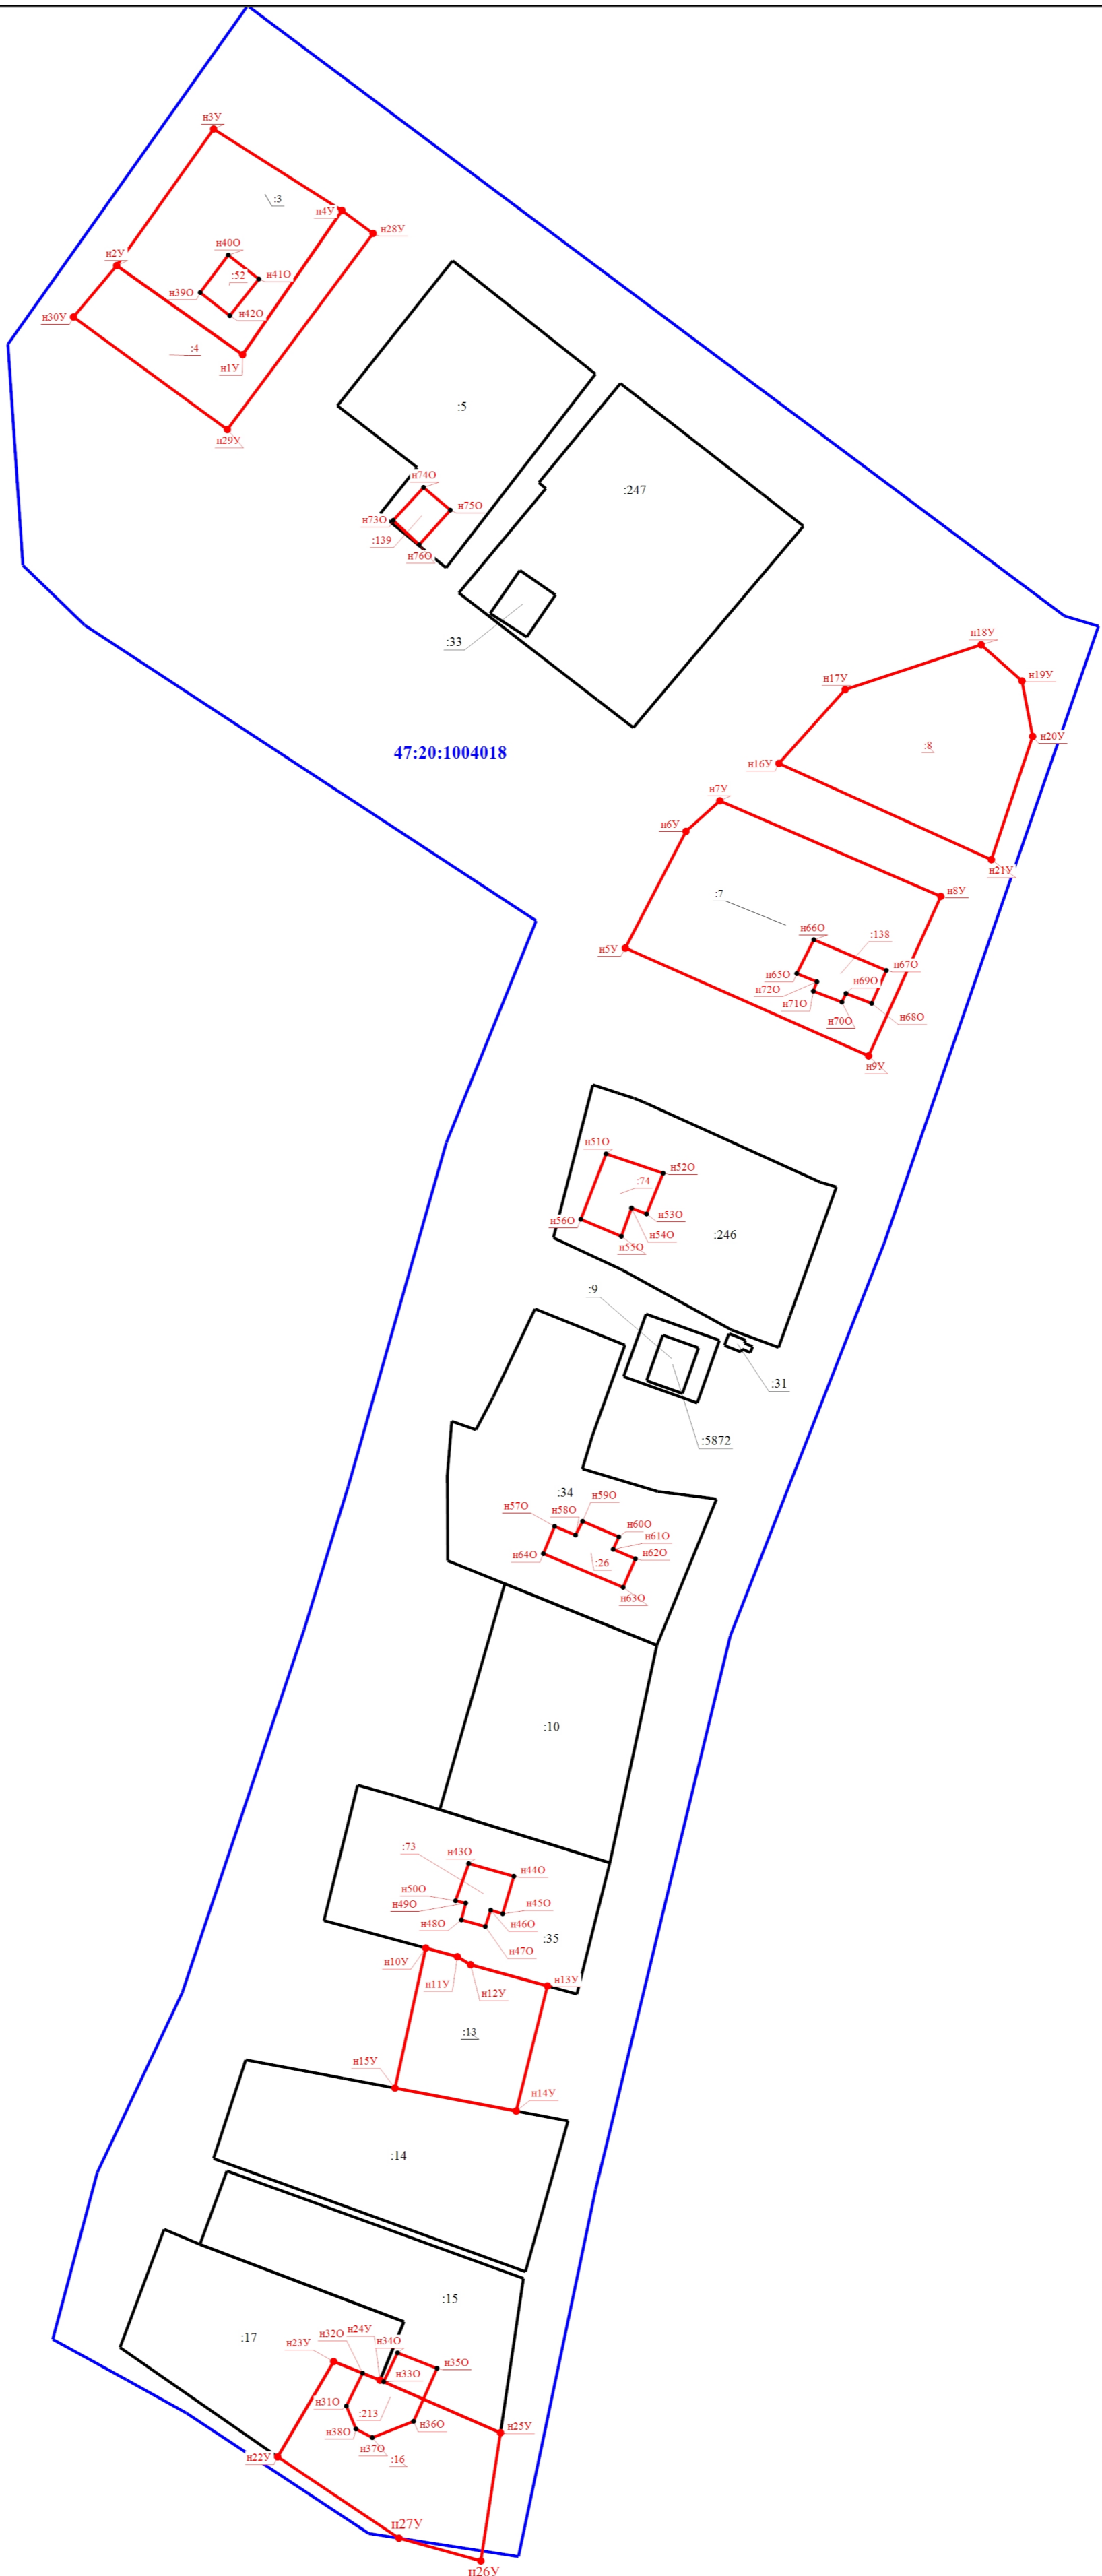 н3У
:3
н4У
н28У
н40О
н2У
:52
н41О
н39О
н42О
н30У
:4
н1У
:5
н29У
н74О
:247
н75О
н73О
:139
н76О
:33
н18У
н19У
н17У
47:20:1004018
н20У
:8
н16У
н7У
н6У
н21У
н8У
:7
н66О
:138
н5У
н67О
н65О
н69О
н72О
н71О
н68О
н70О
н9У
н51О
н52О
:74
н53О
н56О
н54О
:246
н55О
:9
:31
:5872
:34
н59О
н57О
н58О
н60О
н61О
н64О
н62О
:26
н63О
:10
:73
н43О
н44О
н50О
н49О
н45О
н48О
н46О
:35
н47О
н10У
н13У
н11У
н12У
:13
н15У
н14У
:14
:15
н24У
н32О
:17
н34О
н23У
н35О
н33О
н31О
:213
н36О
н25У
н38О
н37О
н22У
:16
н27У
н26У